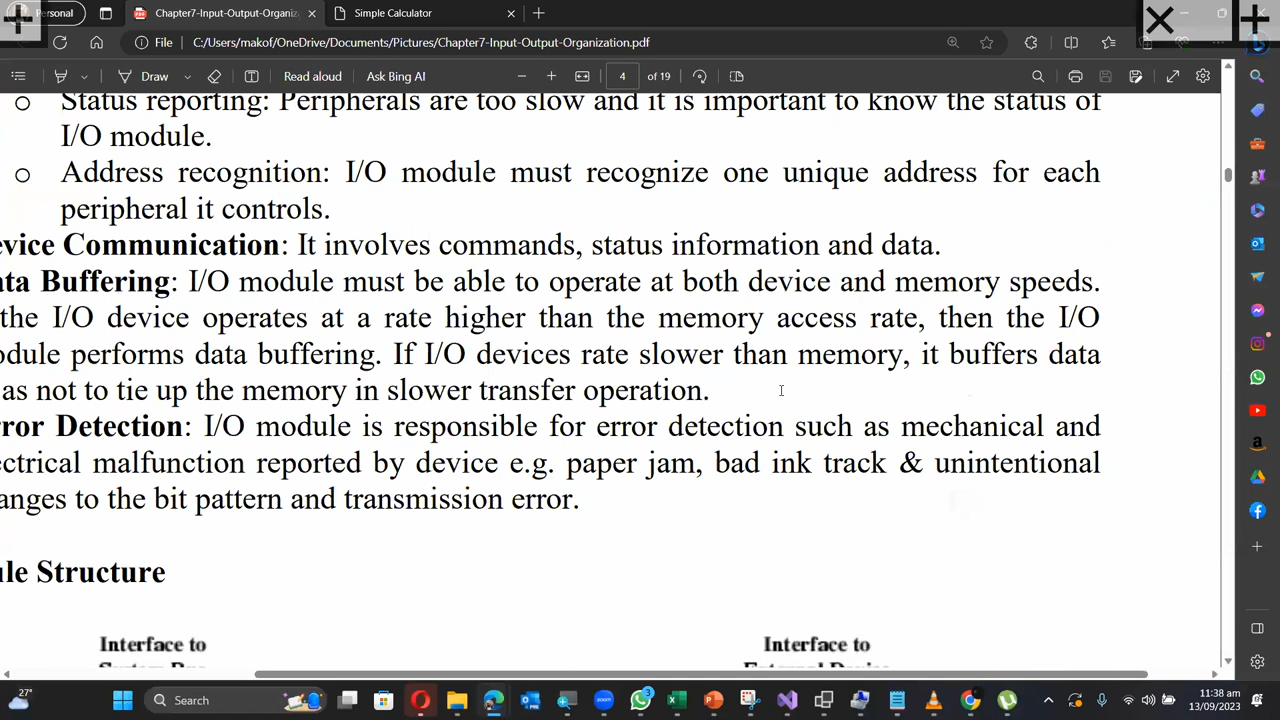 Personal
Chapter7-Input-Output-Organiz
Simple Calculator
File
C:/Users/makof/OneDrive/Documents/Pictures/Chapter7-Input-Output-Organization.pdf
Draw
Read aloud
Ask Bing AI
4
of 19
Status reporting: Peripherals are too slow and it is important to know the status of
I/O module.
Address recognition: I/O module must recognize one unique address for each
peripheral it controls.
evice Communication: It involves commands, status information and data.
ata Buffering: I/O module must be able to operate at both device and memory speeds.
the I/O device operates at a rate higher than the memory access rate, then the I/O
odule performs data buffering. If I/O devices rate slower than memory, it buffers data
as not to tie up the memory in slower transfer operation.
rror Detection: I/O module is responsible for error detection such as mechanical and
ectrical malfunction reported by device e.g. paper jam, bad ink track & unintentional
anges to the bit pattern and transmission error.
ule Structure
Interface to
Interface to
External Device
27°
Search
3
11:38 am
13/09/2023